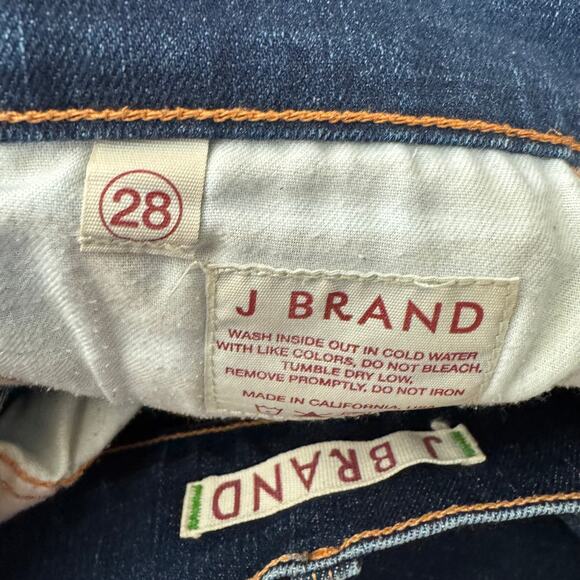 28
J BRAND
WASH INSIDE OUT IN COLD WATER
WITH LIKE COLORS, DO NOT BLEACH.
TUMBLE DRY LOW,
REMOVE PROMPTLY, DO NOT IRON
MADE IN CALIFORNIA,
J BRAND